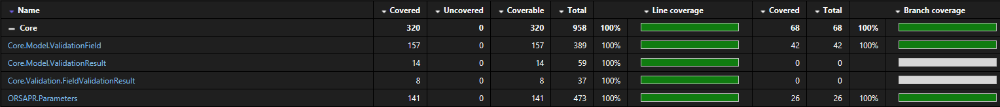 Name Covered Uncovered Coverable Total Line coverage Covered Total Branch coverage
Core 320 0 320 958 100% 68 68 100%
Core.Model.ValidationField 157 0 157 389 100% 42 42 100%
Core.Model.ValidationResult 14 0 14 59 100% 0 0
Core.Validation.FieldValidationResult 8 0 8 37 100% 0 0
ORSAPR.Parameters 141 0 141 473 100% 26 26 100%